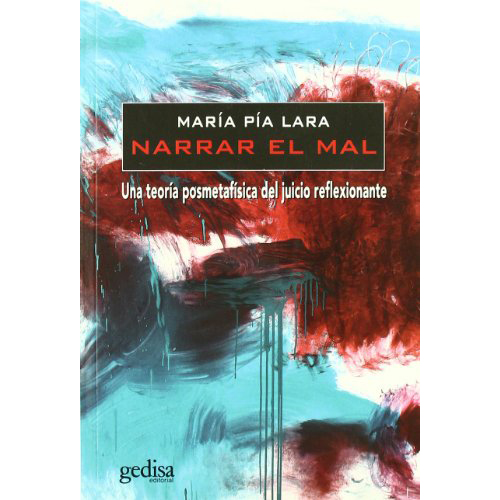 MARÍA PÍA LARA
NARRAR EL MAL
Una teoría posmetafísica del juicio reflexionante
gedisa
editorial